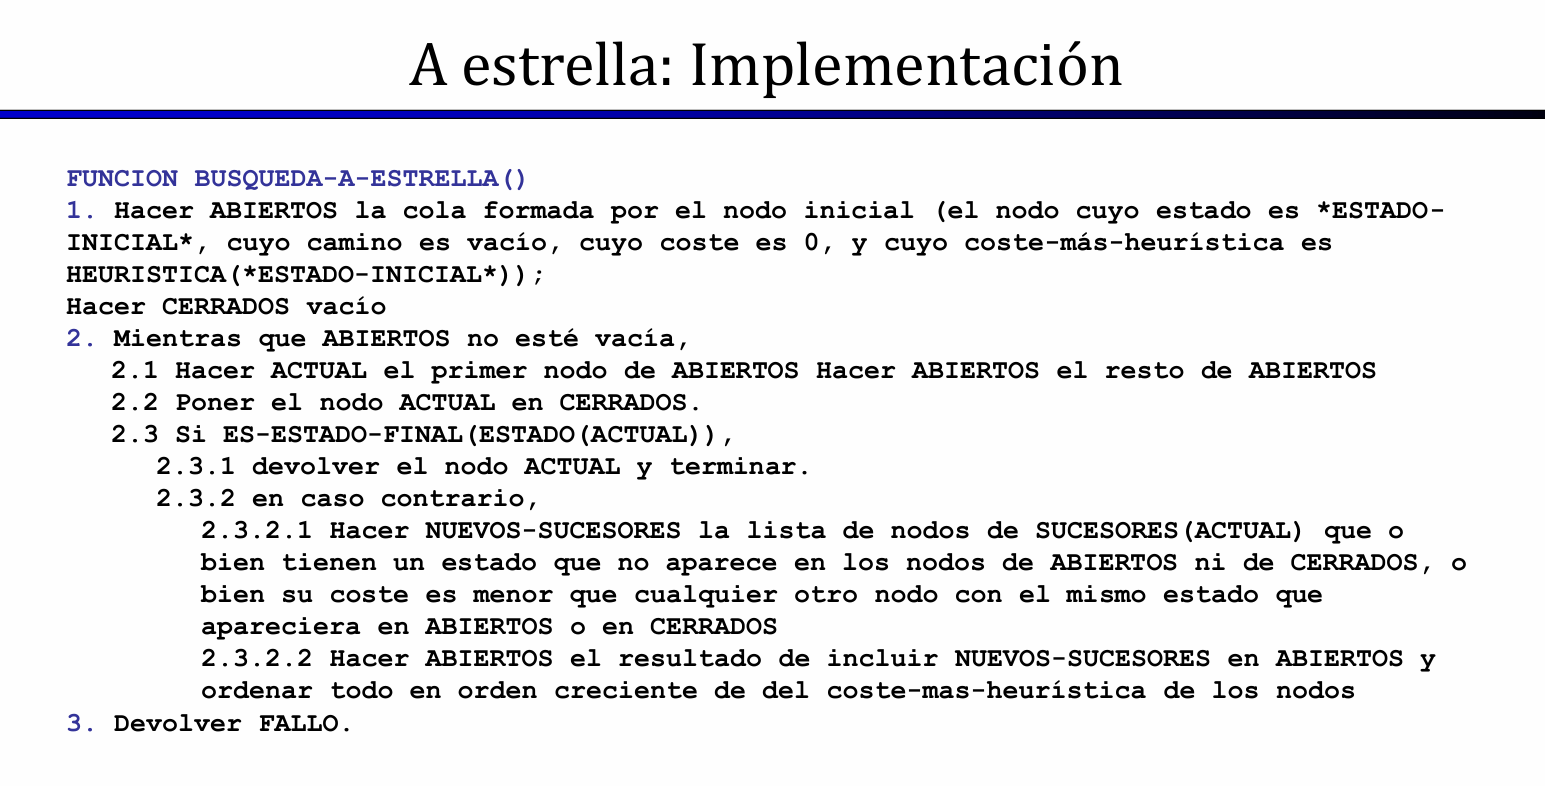 A estrella: Implementación
FUNCION BUSQUEDA-A-ESTRELLA()
1. Hacer ABIERTOS la cola formada por el nodo inicial (el nodo cuyo estado es *ESTADO-
INICIAL*, cuyo camino es vacío, cuyo coste es 0, y cuyo coste-más-heurística es
HEURISTICA(*ESTADO-INICIAL*));
Hacer CERRADOS vacío
2. Mientras que ABIERTOS no esté vacía,
2.1 Hacer ACTUAL el primer nodo de ABIERTOS Hacer ABIERTOS el resto de ABIERTOS
2.2 Poner el nodo ACTUAL en CERRADOS.
2.3 Si ES-ESTADO-FINAL(ESTADO(ACTUAL)),
2.3.1 devolver el nodo ACTUAL y terminar.
2.3.2 en caso contrario,
2.3.2.1 Hacer NUEVOS-SUCESORES la lista de nodos de SUCESORES(ACTUAL) que o
bien tienen un estado que no aparece en los nodos de ABIERTOS ni de CERRADOS, o
bien su coste es menor que cualquier otro nodo con el mismo estado que
apareciera en ABIERTOS o en CERRADOS
2.3.2.2 Hacer ABIERTOS el resultado de incluir NUEVOS-SUCESORES en ABIERTOS y
ordenar todo en orden creciente de del coste-mas-heurística de los nodos
3. Devolver FALLO.